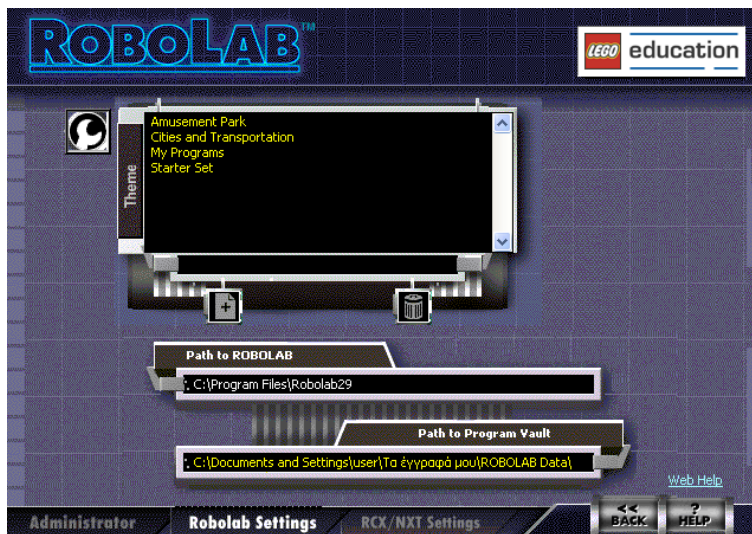 ROBOLAB™
LEGO education
Theme
Amusement Park
Cities and Transportation
My Programs
Starter Set
Path to ROBOLAB
C:\Program Files\Robolab29
Path to Program Vault
C:\Documents and Settings\user\Τα έγγραφά μου\ROBOLAB Data\
Web Help
Administrator
Robolab Settings
RCX/NXT Settings
<<
BACK
?
HELP